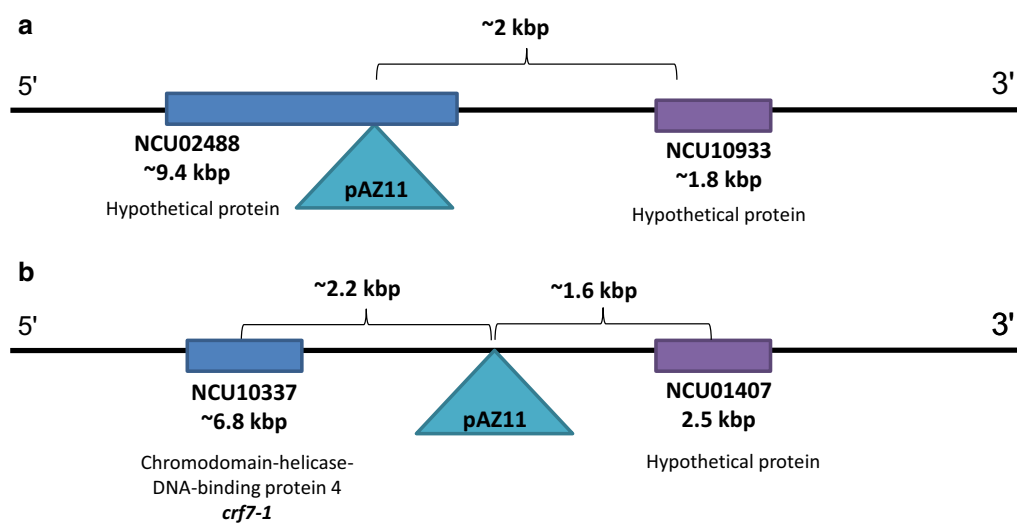 a
~2 kbp
5'
3'
NCU02488
~9.4 kbp
Hypothetical protein
pAZ11
NCU10933
~1.8 kbp
Hypothetical protein
b
~2.2 kbp
~1.6 kbp
5'
3'
NCU10337
~6.8 kbp
Chromodomain-helicase-
DNA-binding protein 4
crf7-1
pAZ11
NCU01407
2.5 kbp
Hypothetical protein